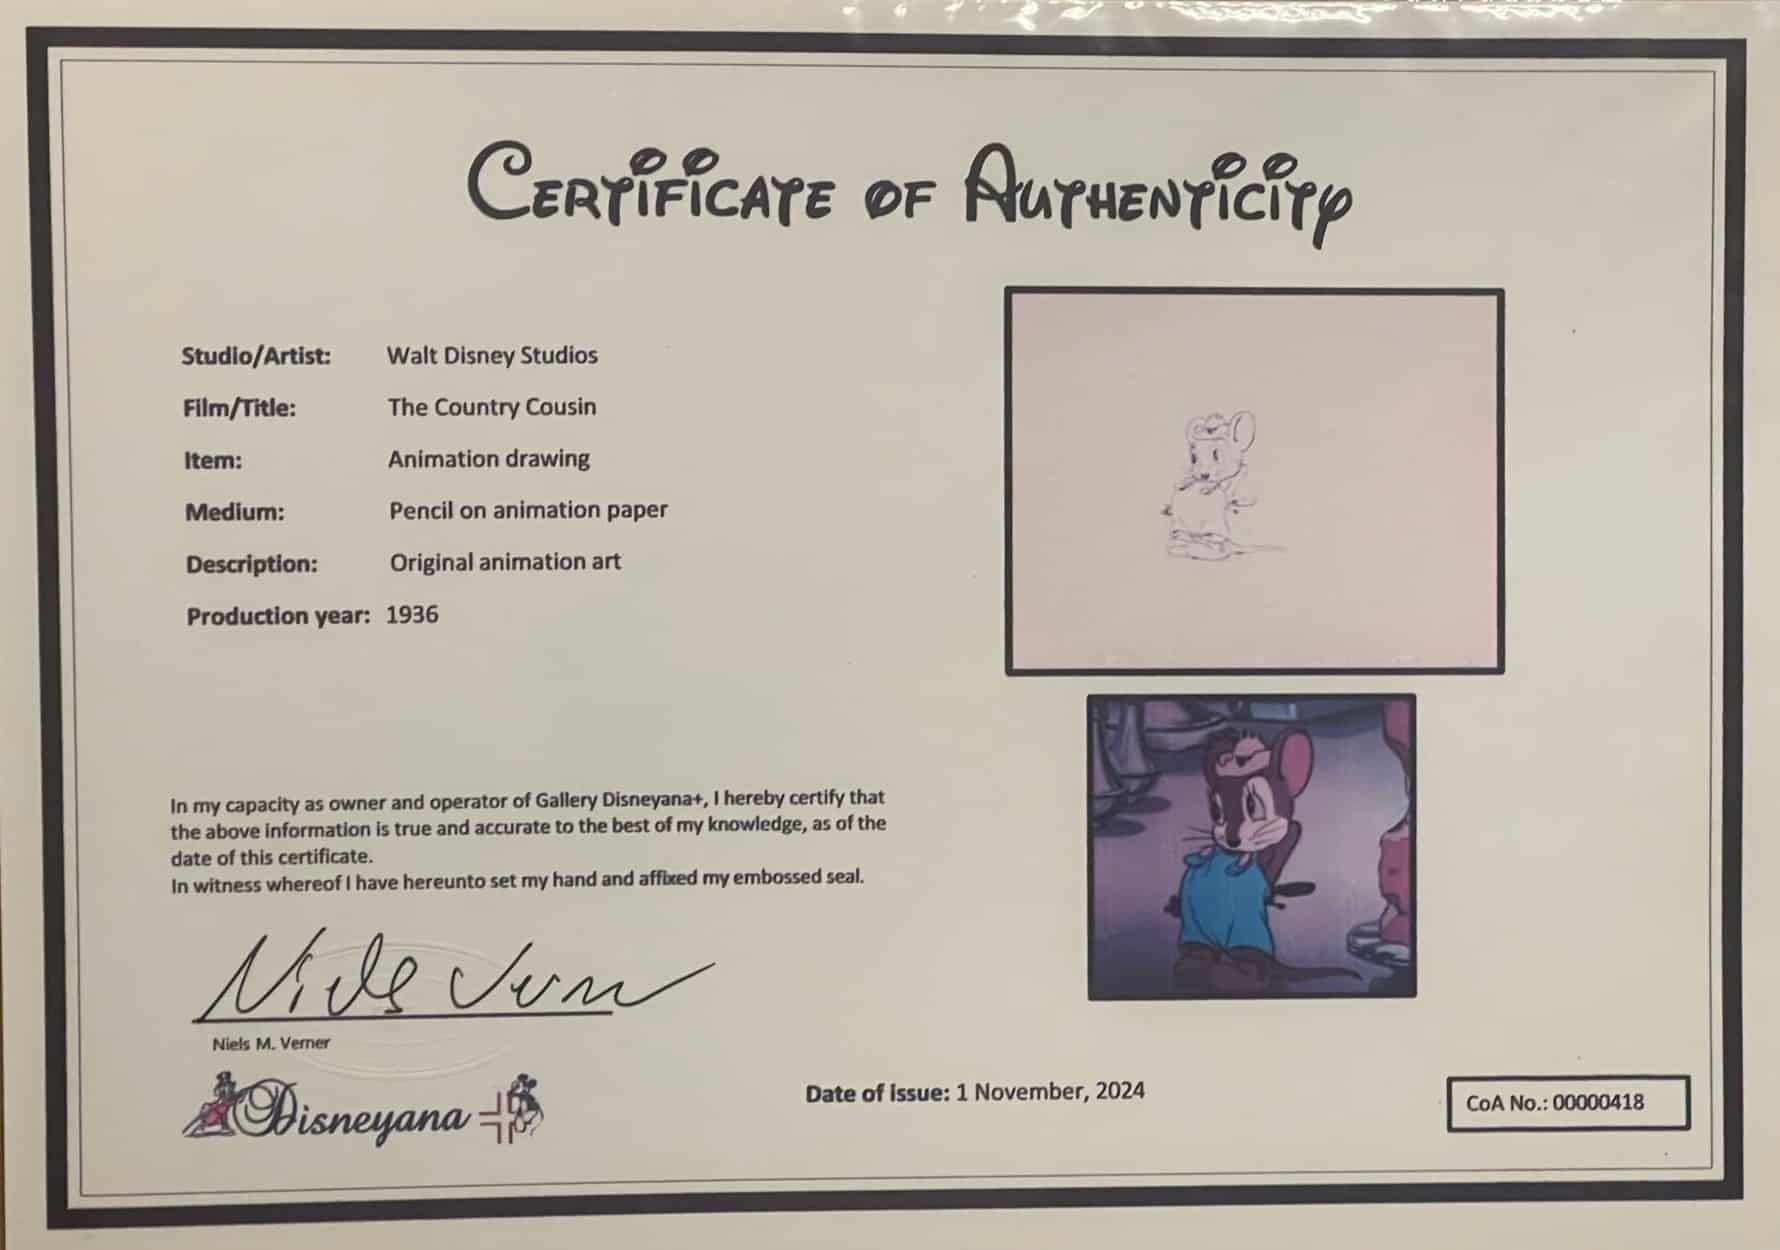 Certificate of Authenticity
Studio/Artist: Walt Disney Studios
Film/Title: The Country Cousin
Item: Animation drawing
Medium: Pencil on animation paper
Description: Original animation art
Production year: 1936
In my capacity as owner and operator of Gallery Disneyana+, I hereby certify that
the above information is true and accurate to the best of my knowledge, as of the
date of this certificate.
In witness whereof I have hereunto set my hand and affixed my embossed seal.
Niels Verner
Niels M. Verner
Disneyana
Date of issue: 1 November, 2024
CoA No.: 00000418